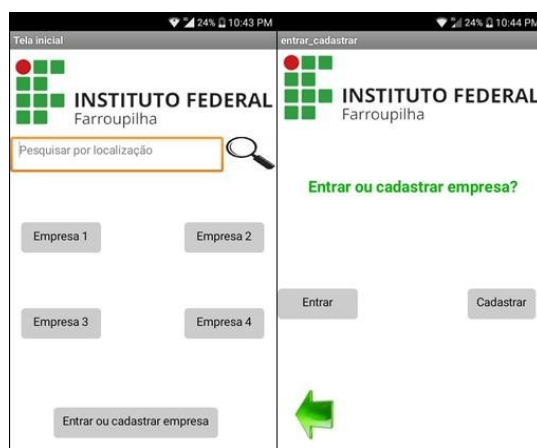 24% 10:43 PM
Tela inicial
INSTITUTO FEDERAL
Farroupilha
Pesquisar por localização
Empresa 1
Empresa 2
Empresa 3
Empresa 4
Entrar ou cadastrar empresa
24% 10:44 PM
entrar_cadastrar
INSTITUTO FEDERAL
Farroupilha
Entrar ou cadastrar empresa?
Entrar
Cadastrar